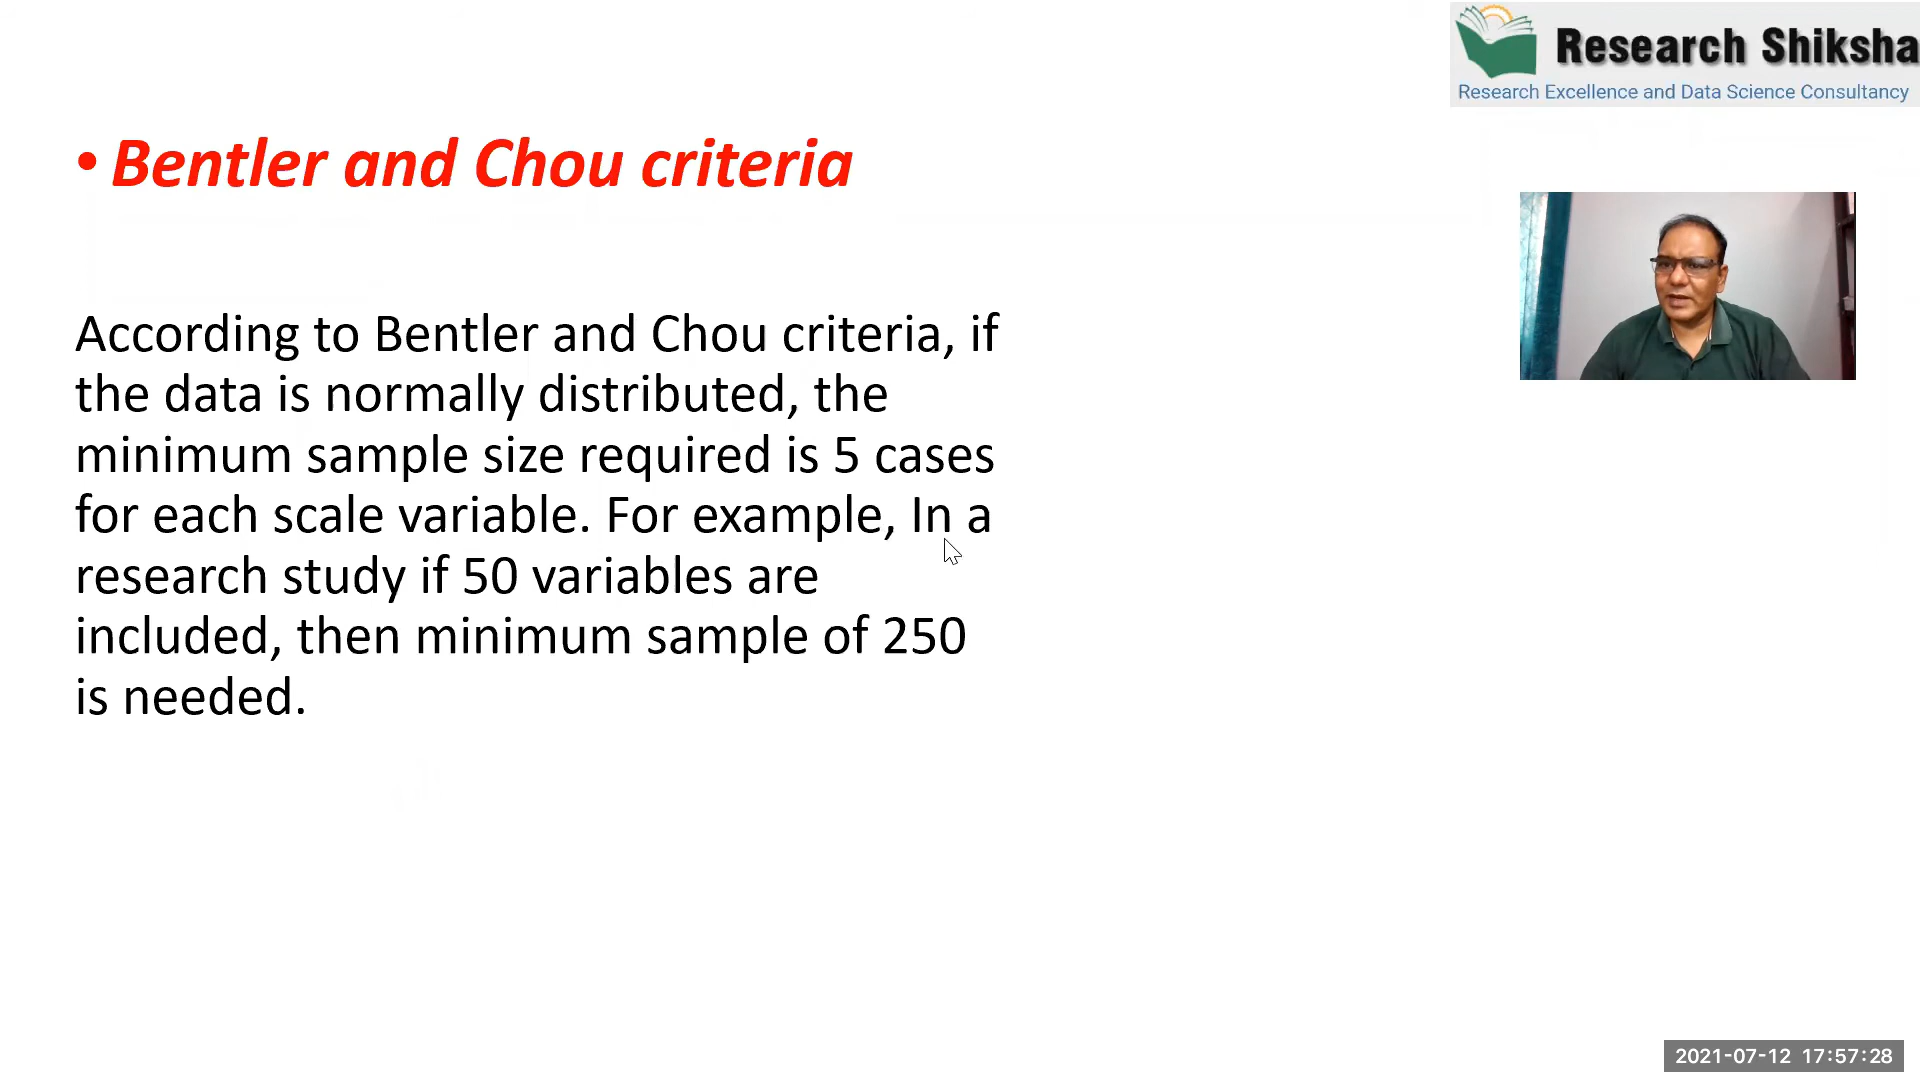 Research Shiksha
Research Excellence and Data Science Consultancy
• Bentler and Chou criteria
According to Bentler and Chou criteria, if
the data is normally distributed, the
minimum sample size required is 5 cases
for each scale variable. For example, In a
research study if 50 variables are
included, then minimum sample of 250
is needed.
2021-07-12 17:57:28